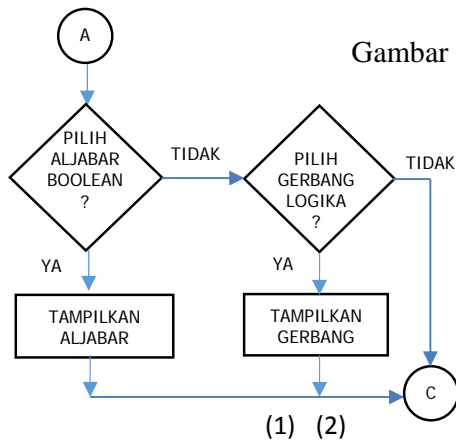 A
Gambar
PILIH
ALJABAR
BOOLEAN
?
TIDAK
PILIH
GERBANG
LOGIKA
?
TIDAK
YA
YA
TAMPILKAN
ALJABAR
TAMPILKAN
GERBANG
C
(1) (2)